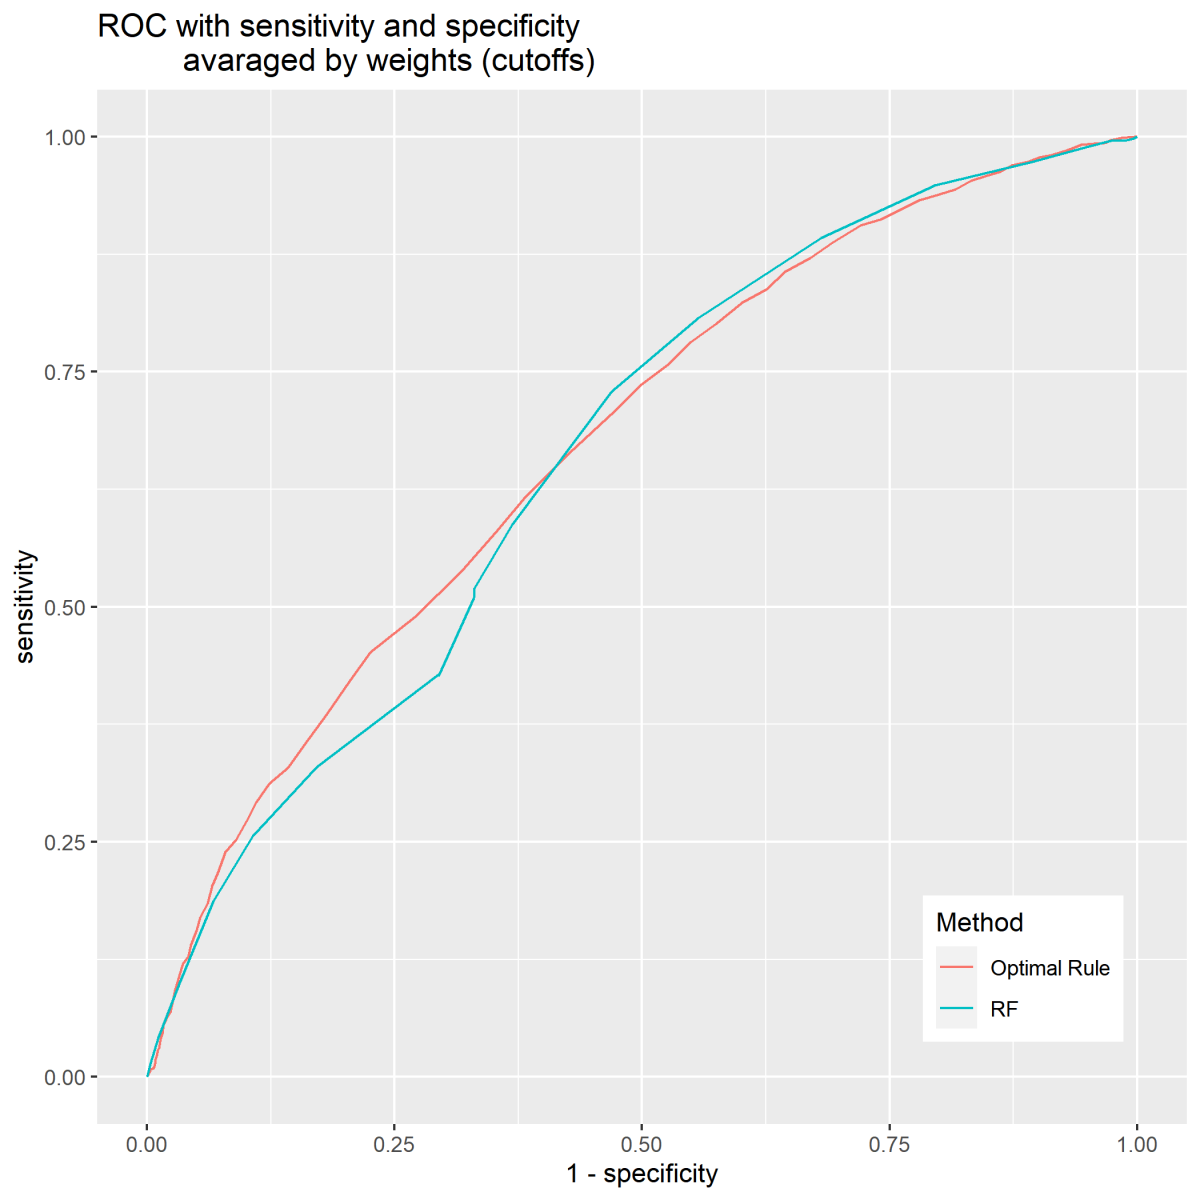 ROC with sensitivity and specificity
avaraged by weights (cutoffs)
1.00
0.75
0.50
0.25
0.00
sensitivity
Method
Optimal Rule
RF
0.00
0.25
0.50
0.75
1.00
1 - specificity